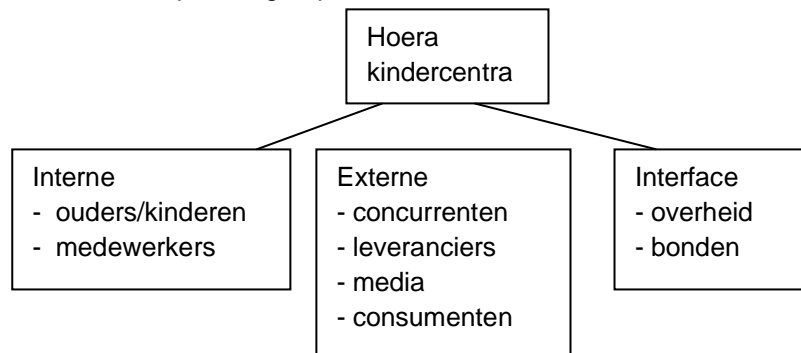 Hoera
kindercentra
Interne
- ouders/kinderen
- medewerkers
Externe
- concurrenten
- leveranciers
- media
- consumenten
Interface
- overheid
- bonden